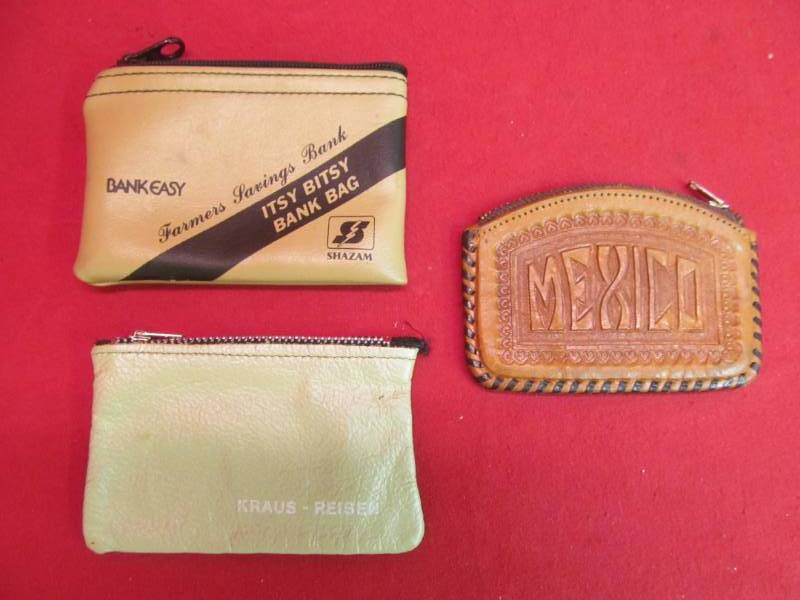 BANKEASY
Farmers Savings Bank
ITSY BITSY
BANK BAG
SHAZAM
MEXICO
KRAUS - REISEN